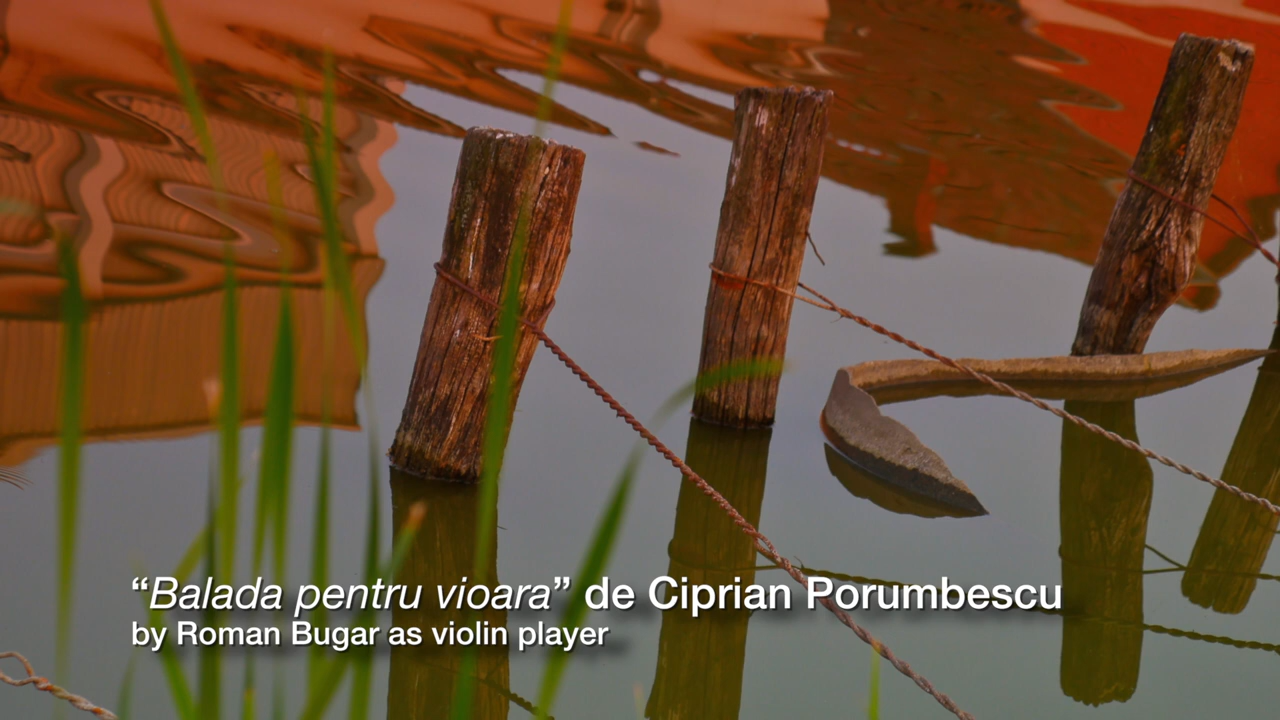 “Balada pentru vioara” de Ciprian Porumbescu
by Roman Bugar as violin player